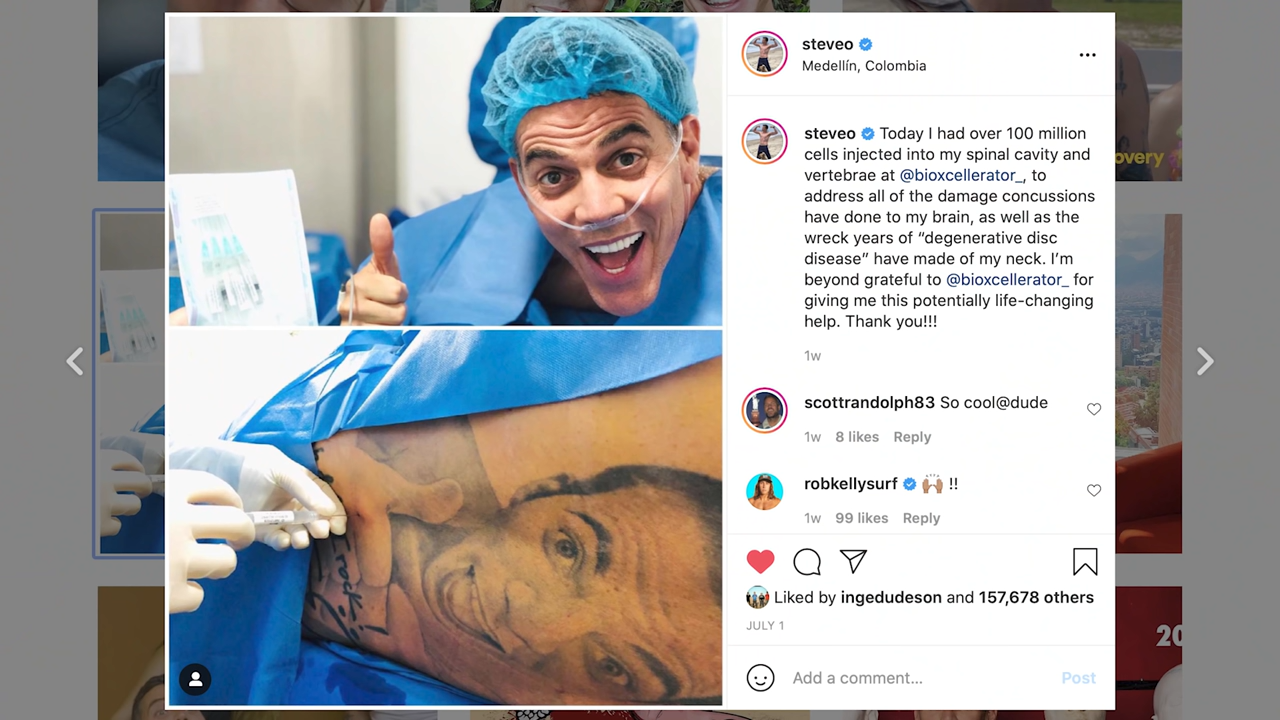 steveo
Medellín, Colombia
overy
steveo Today I had over 100 million
cells injected into my spinal cavity and
vertebrae at @bioxcellerator_, to
address all of the damage concussions
have done to my brain, as well as the
wreck years of “degenerative disc
disease” have made of my neck. I’m
beyond grateful to @bioxcellerator_ for
giving me this potentially life-changing
help. Thank you!!!
1w
scottrandolph83 So cool@dude
1w 8 likes Reply
robkellysurf 🙌🏽 !!
1w 99 likes Reply
Liked by ingedudeson and 157,678 others
JULY 1
20
Add a comment... Post